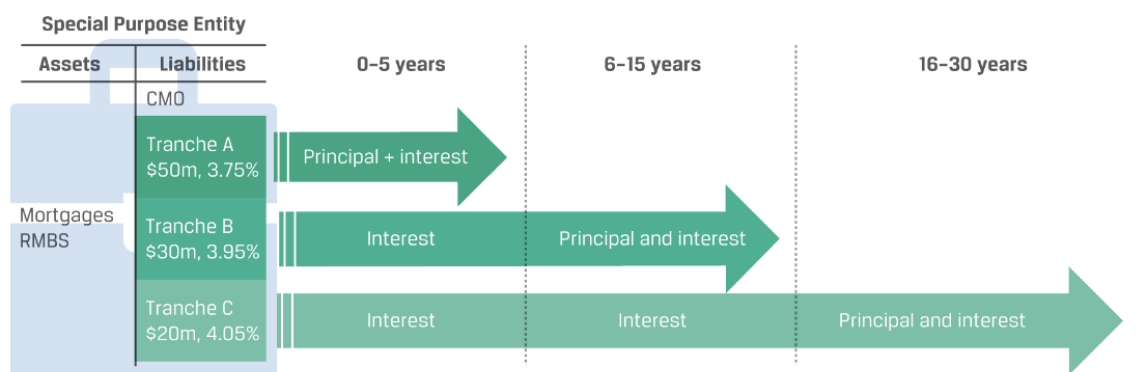 Special Purpose Entity
Assets
Liabilities
0–5 years
6–15 years
16–30 years
CMO
Tranche A
$50m, 3.75%
Principal + interest
Mortgages
RMBS
Tranche B
$30m, 3.95%
Interest
Principal and interest
Tranche C
$20m, 4.05%
Interest
Interest
Principal and interest